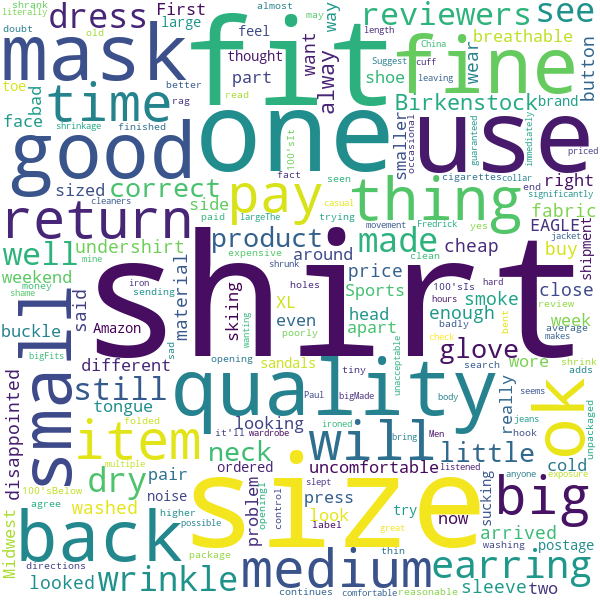 shirt
size
fit
one
use
quality
good
mask
small
fine
ok
back
big
return
thing
item
medium
time
pay
will
dress
reviewers
see
First
large
almost
doubt
old
shrank
literally
feel
way
may
length
China
Suggest
cuff
leaving
breathable
button
thought
want
part
shoe
wear
better
rag
read
toe
bad
shrinkage
face
finished
100'sIt
alway
Birkenstock
brand
smaller
occasional
guaranteed
immediately
priced
cleaners
sized
correct
fact
seen
cigarettes
collar
end
significantly
side
paid
largeThe
trying
casual
movement
Fredrick
yes
right
fabric
well
undershirt
mine
expensive
shrunk
clean
jacket
EAGLE
weekend
product
around
made
cheap
buy
shipment
money
said
iron
holes
price
100'sIs
hard
shame
material
sending
XL
Sports
hours
close
review
buckle
Amazon
skiing
even
head
enough
smoke
week
bigFits
poorly
apart
badly
bent
average
different
sad
opening
tiny
glove
check
makes
shrink
still
sandals
unacceptable
wore
search
adds
disappointed
tongue
looking
Paul
bigMade
body
really
seems
unpackaged
folded
it'll
wardrobe
wanting
ironed
bring
Men
jeans
neck
little
hook
cold
multiple
ordered
uncomfortable
listened
anyone
exposure
dry
pair
problem
opening1
100'sBelow
washed
slept
press
now
sucking
agree
noise
control
look
try
arrived
Midwest
higher
label
great
washing
postage
possible
package
thin
reasonable
directions
looked
wrinkle
continues
comfortable
sleeve
two
earring